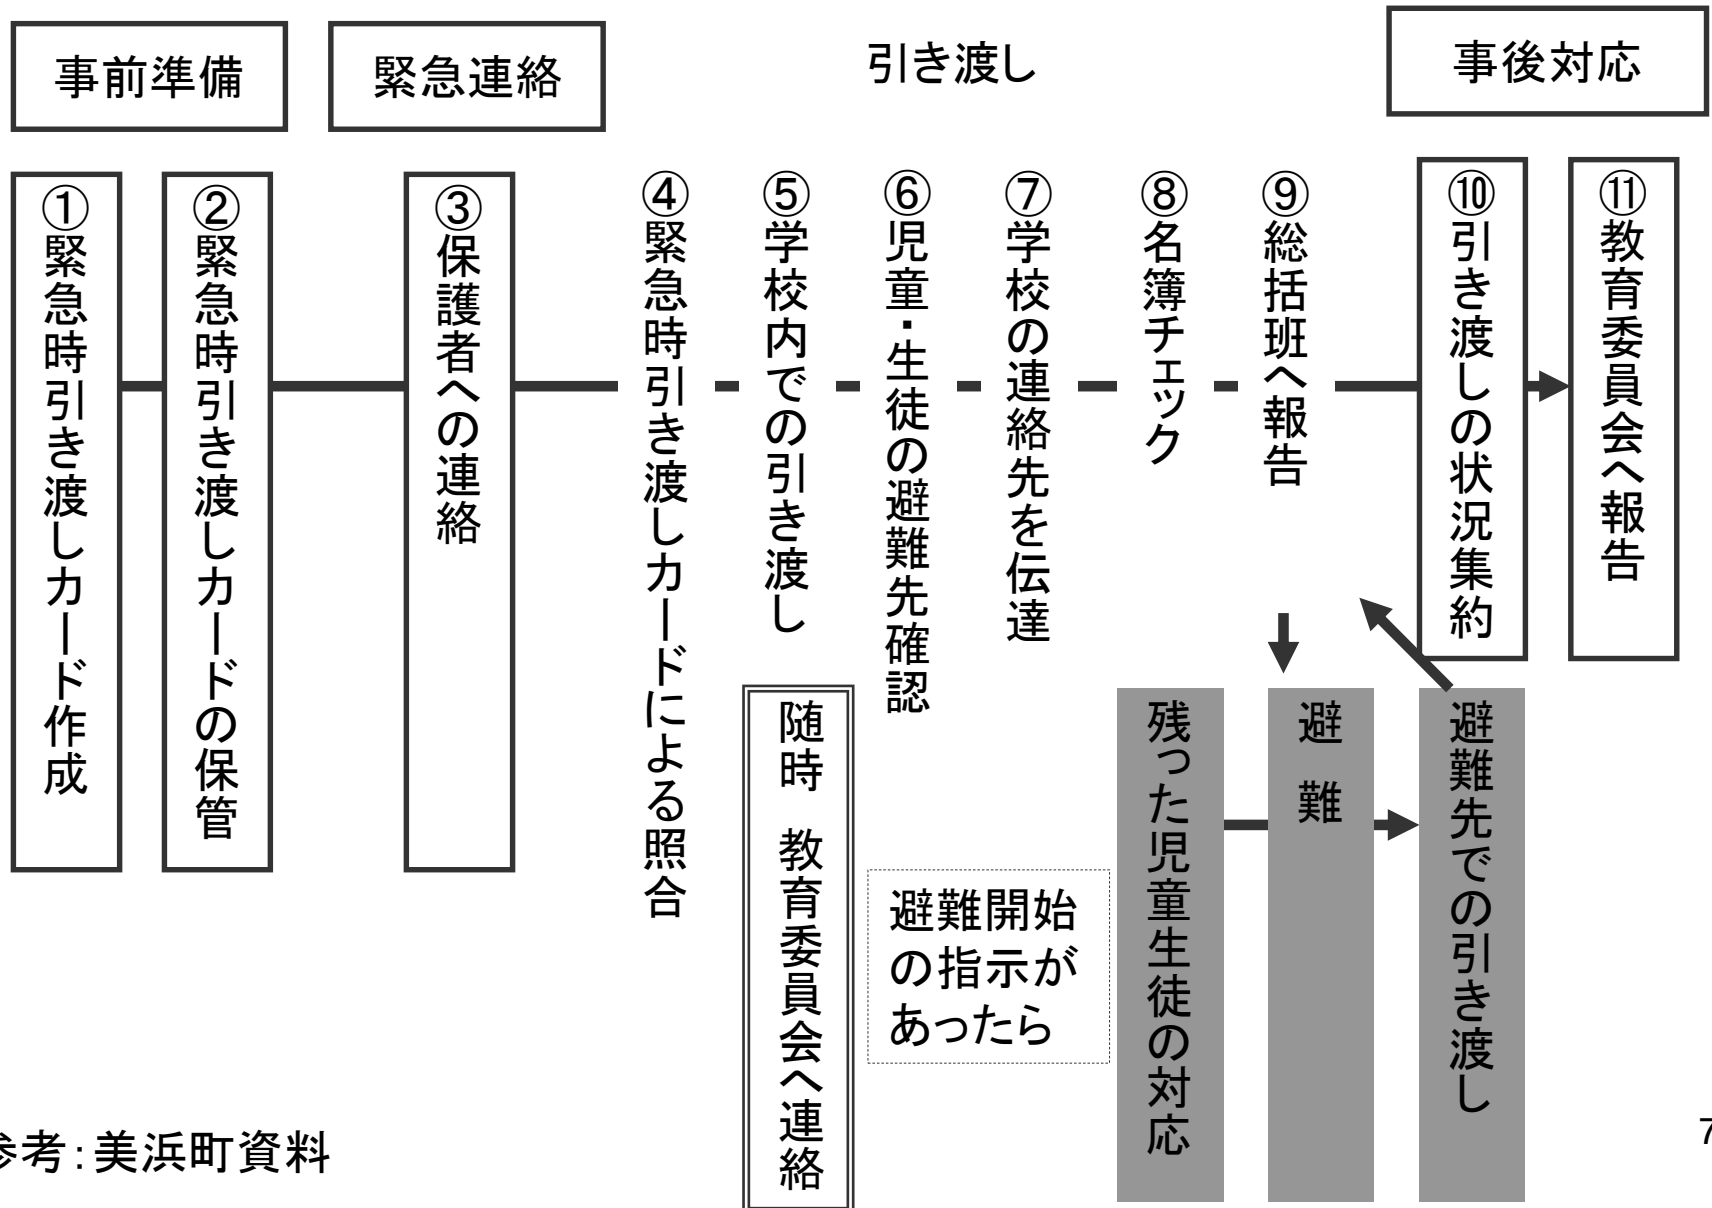 事前準備
緊急連絡
引き渡し
事後対応
①緊急時引き渡しカード作成
②緊急時引き渡しカードの保管
③保護者への連絡
④緊急時引き渡しカードによる照合
⑤学校内での引き渡し
⑥児童・生徒の避難先確認
⑦学校の連絡先を伝達
⑧名簿チェック
⑨総括班へ報告
⑩引き渡しの状況集約
⑪教育委員会へ報告
随時 教育委員会へ連絡
避難開始
の指示が
あったら
残った児童生徒の対応
避 難
避難先での引き渡し
参考:美浜町資料
7